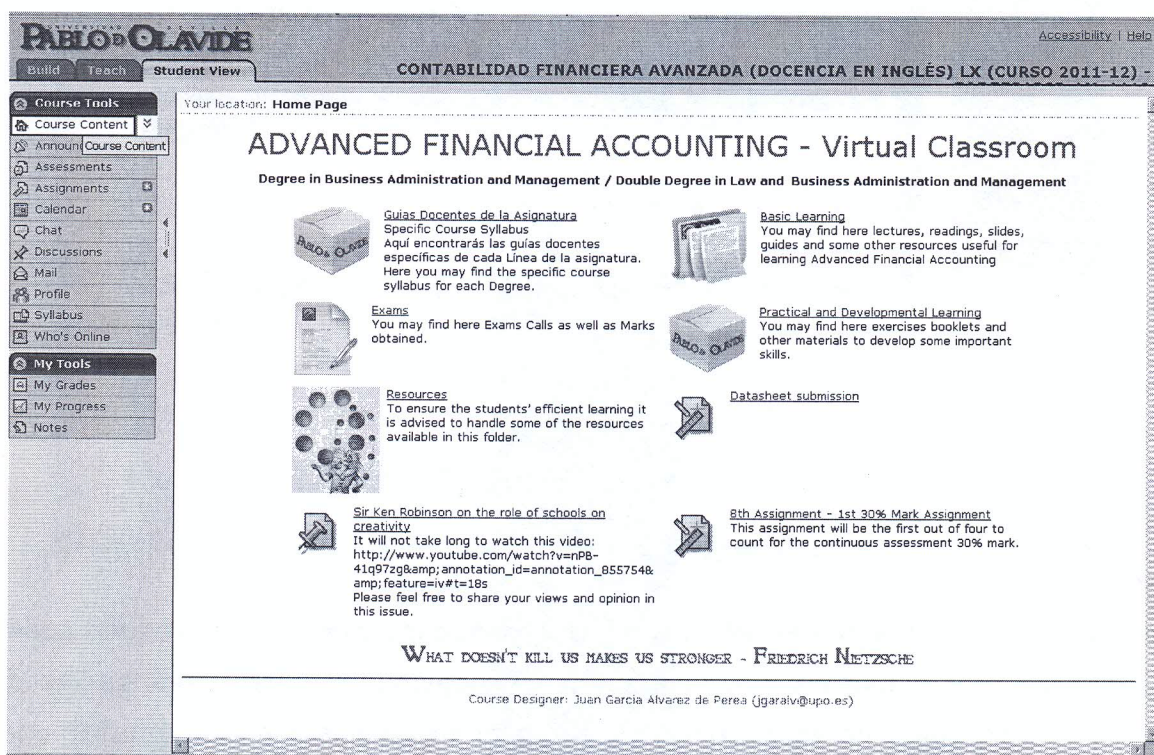 UNIVERSIDAD SEVILLA
PABLO DE OLAVIDE
Accessibility | Help
Build Teach Student View
CONTABILIDAD FINANCIERA AVANZADA (DOCENCIA EN INGLÉS) LX (CURSO 2011-12) -
Course Tools
Course Content
Announ
Course Content
Assessments
Assignments
Calendar
Chat
Discussions
Mail
Profile
Syllabus
Who's Online
My Tools
My Grades
My Progress
Notes
Your location: Home Page
ADVANCED FINANCIAL ACCOUNTING - Virtual Classroom
Degree in Business Administration and Management / Double Degree in Law and Business Administration and Management
PABLO DE OLAVIDE
Guías Docentes de la Asignatura
Specific Course Syllabus
Aquí encontrarás las guías docentes
específicas de cada Línea de la asignatura.
Here you may find the specific course
syllabus for each Degree.
Basic Learning
You may find here lectures, readings, slides,
guides and some other resources useful for
learning Advanced Financial Accounting
Exams
You may find here Exams Calls as well as Marks
obtained.
PABLO DE OLAVIDE
Practical and Developmental Learning
You may find here exercises booklets and
other materials to develop some important
skills.
Resources
To ensure the students' efficient learning it
is advised to handle some of the resources
available in this folder.
Datasheet submission
Sir Ken Robinson on the role of schools on
creativity
It will not take long to watch this video:
http://www.youtube.com/watch?v=nPB-
41q97zg&amp;annotation_id=annotation_855754&
amp;feature=iv#t=18s
Please feel free to share your views and opinion in
this issue.
8th Assignment - 1st 30% Mark Assignment
This assignment will be the first out of four to
count for the continuous assessment 30% mark.
WHAT DOESN'T KILL US MAKES US STRONGER - FRIEDRICH NIETZSCHE
Course Designer: Juan García Álvarez de Perea (jgaralv@upo.es)